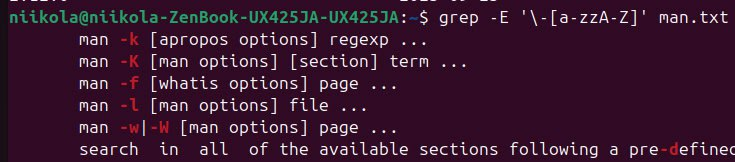 niikola@niikola-ZenBook-UX425JA-UX425JA:~$ grep -E '\-[a-zzA-Z]' man.txt
man -k [apropos options] regexp ...
man -K [man options] [section] term ...
man -f [whatis options] page ...
man -l [man options] file ...
man -w|-W [man options] page ...
search in all of the available sections following a pre-defined